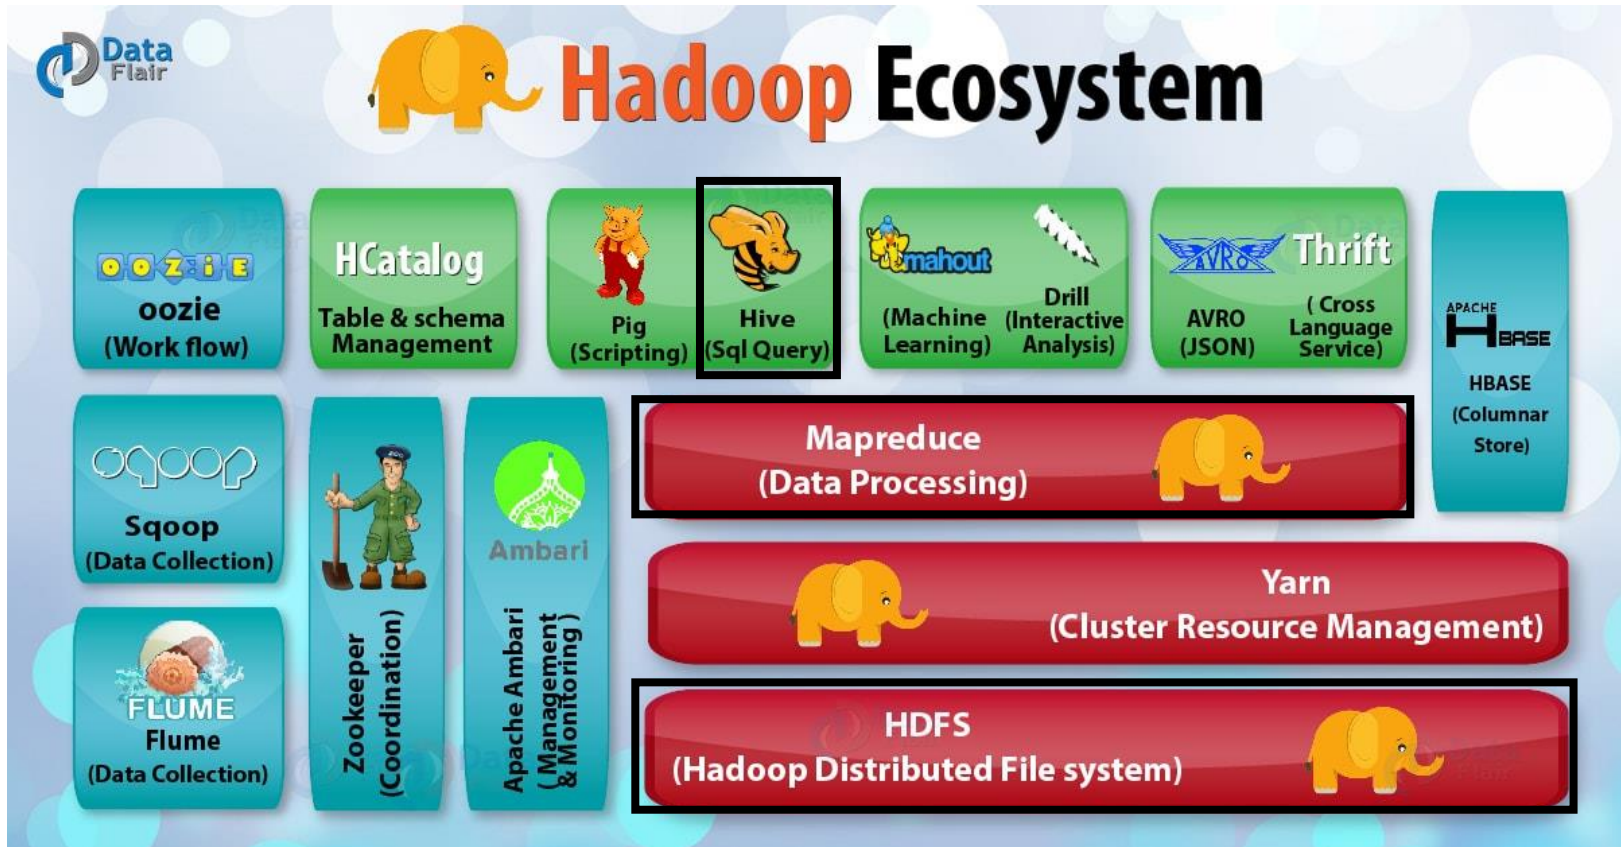 Data
Flair
Hadoop Ecosystem
OOZIE
oozie
(Work flow)
HCatalog
Table & schema
Management
Pig
(Scripting)
Hive
(Sql Query)
mahout
(Machine
Learning)
Drill
(Interactive
Analysis)
AVRO
AVRO
(JSON)
Thrift
( Cross
Language
Service)
APACHE
HBASE
HBASE
(Columnar
Store)
sqoop
Sqoop
(Data Collection)
Zookeeper
(Coordination)
Ambari
Apache Ambari
( Management
& Monitoring )
Mapreduce
(Data Processing)
Yarn
(Cluster Resource Management)
FLUME
Flume
(Data Collection)
HDFS
(Hadoop Distributed File system)